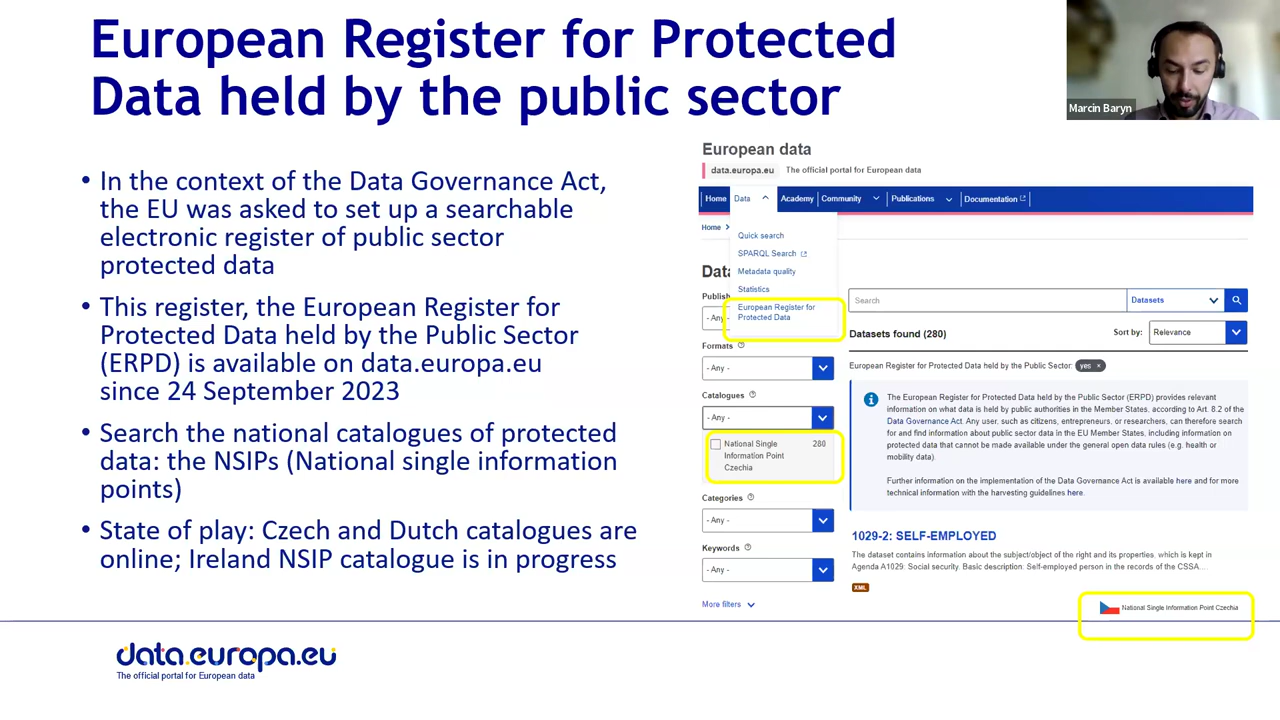 European Register for Protected
Data held by the public sector
Marcin Baryn
• In the context of the Data Governance Act,
the EU was asked to set up a searchable
electronic register of public sector
protected data
• This register, the European Register for
Protected Data held by the Public Sector
(ERPD) is available on data.europa.eu
since 24 September 2023
• Search the national catalogues of protected
data: the NSIPs (National single information
points)
• State of play: Czech and Dutch catalogues are
online; Ireland NSIP catalogue is in progress
European data
data.europa.eu The official portal for European data
Home Data Academy Community Publications Documentation
Home
Quick search
SPARQL Search
Metadata quality
Statistics
European Register for
Protected Data
Data
Publish
- Any
Formats
- Any -
Catalogues
- Any -
National Single 280
Information Point
Czechia
Categories
- Any -
Keywords
- Any -
More filters
Search Datasets
Datasets found (280) Sort by: Relevance
European Register for Protected Data held by the Public Sector: yes ×
The European Register for Protected Data held by the Public Sector (ERPD) provides relevant
information on what data is held by public authorities in the Member States, according to Art. 8.2 of the
Data Governance Act. Any user, such as citizens, entrepreneurs, or researchers, can therefore search
for and find information about public sector data in the EU Member States, including information on
protected data that cannot be made available under the general open data rules (e.g. health or
mobility data).
Further information on the implementation of the Data Governance Act is available here and for more
technical information with the harvesting guidelines here.
1029-2: SELF-EMPLOYED
The dataset contains information about the subject/object of the right and its properties, which is kept in
Agenda A1029: Social security. Basic description: Self-employed person in the records of the CSSA....
XML
National Single Information Point Czechia
data.europa.eu
The official portal for European data